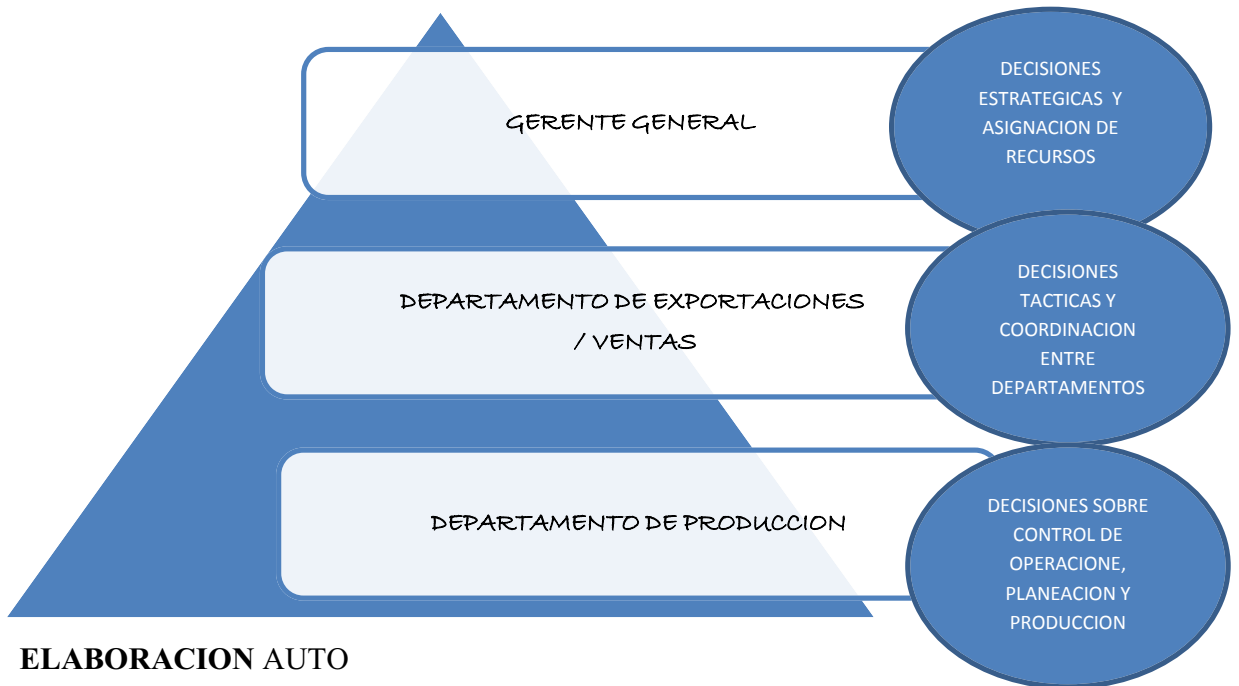 GERENTE GENERAL
DECISIONES
ESTRATEGICAS Y
ASIGNACION DE
RECURSOS
DEPARTAMENTO DE EXPORTACIONES
/ VENTAS
DECISIONES
TACTICAS Y
COORDINACION
ENTRE
DEPARTAMENTOS
DEPARTAMENTO DE PRODUCCION
DECISIONES SOBRE
CONTROL DE
OPERACIONE,
PLANEACION Y
PRODUCCION
ELABORACION AUTO